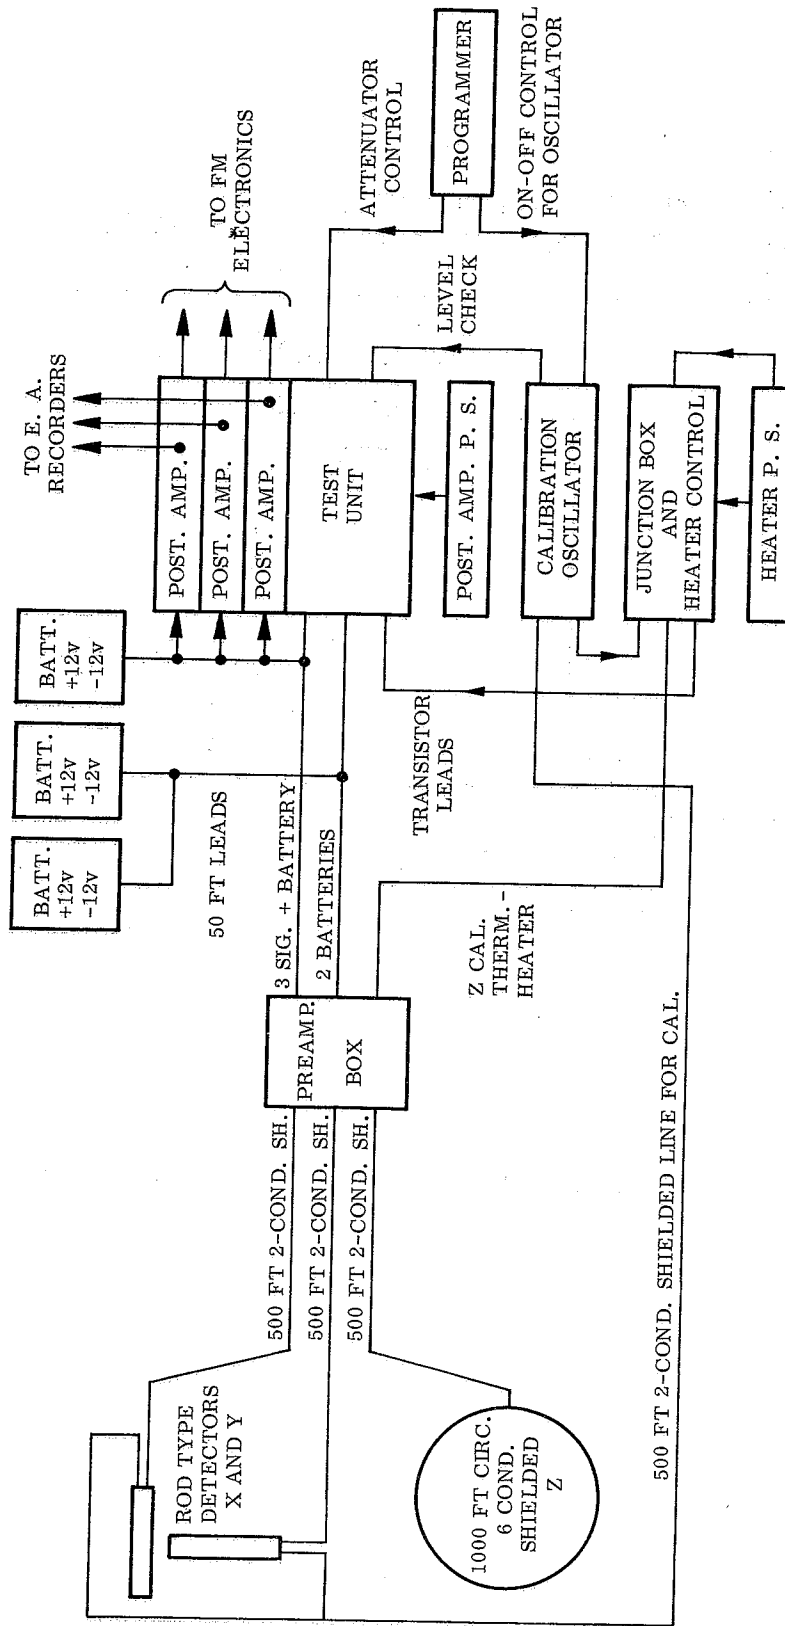 BATT.
+12v
-12v
BATT.
+12v
-12v
BATT.
+12v
-12v
50 FT LEADS
TO E. A.
RECORDERS
TO FM
ELECTRONICS
POST. AMP.
POST. AMP.
POST. AMP.
TEST
UNIT
ATTENUATOR
CONTROL
PROGRAMMER
ON-OFF CONTROL
FOR OSCILLATOR
LEVEL
CHECK
POST. AMP. P. S.
CALIBRATION
OSCILLATOR
JUNCTION BOX
AND
HEATER CONTROL
HEATER P. S.
TRANSISTOR
LEADS
3 SIG. + BATTERY
2 BATTERIES
Z CAL.
THERM.-
HEATER
PREAMP.
BOX
500 FT 2-COND. SH.
500 FT 2-COND. SH.
500 FT 2-COND. SH.
ROD TYPE
DETECTORS
X AND Y
1000 FT CIRC.
6 COND.
SHIELDED
Z
500 FT 2-COND. SHIELDED LINE FOR CAL.